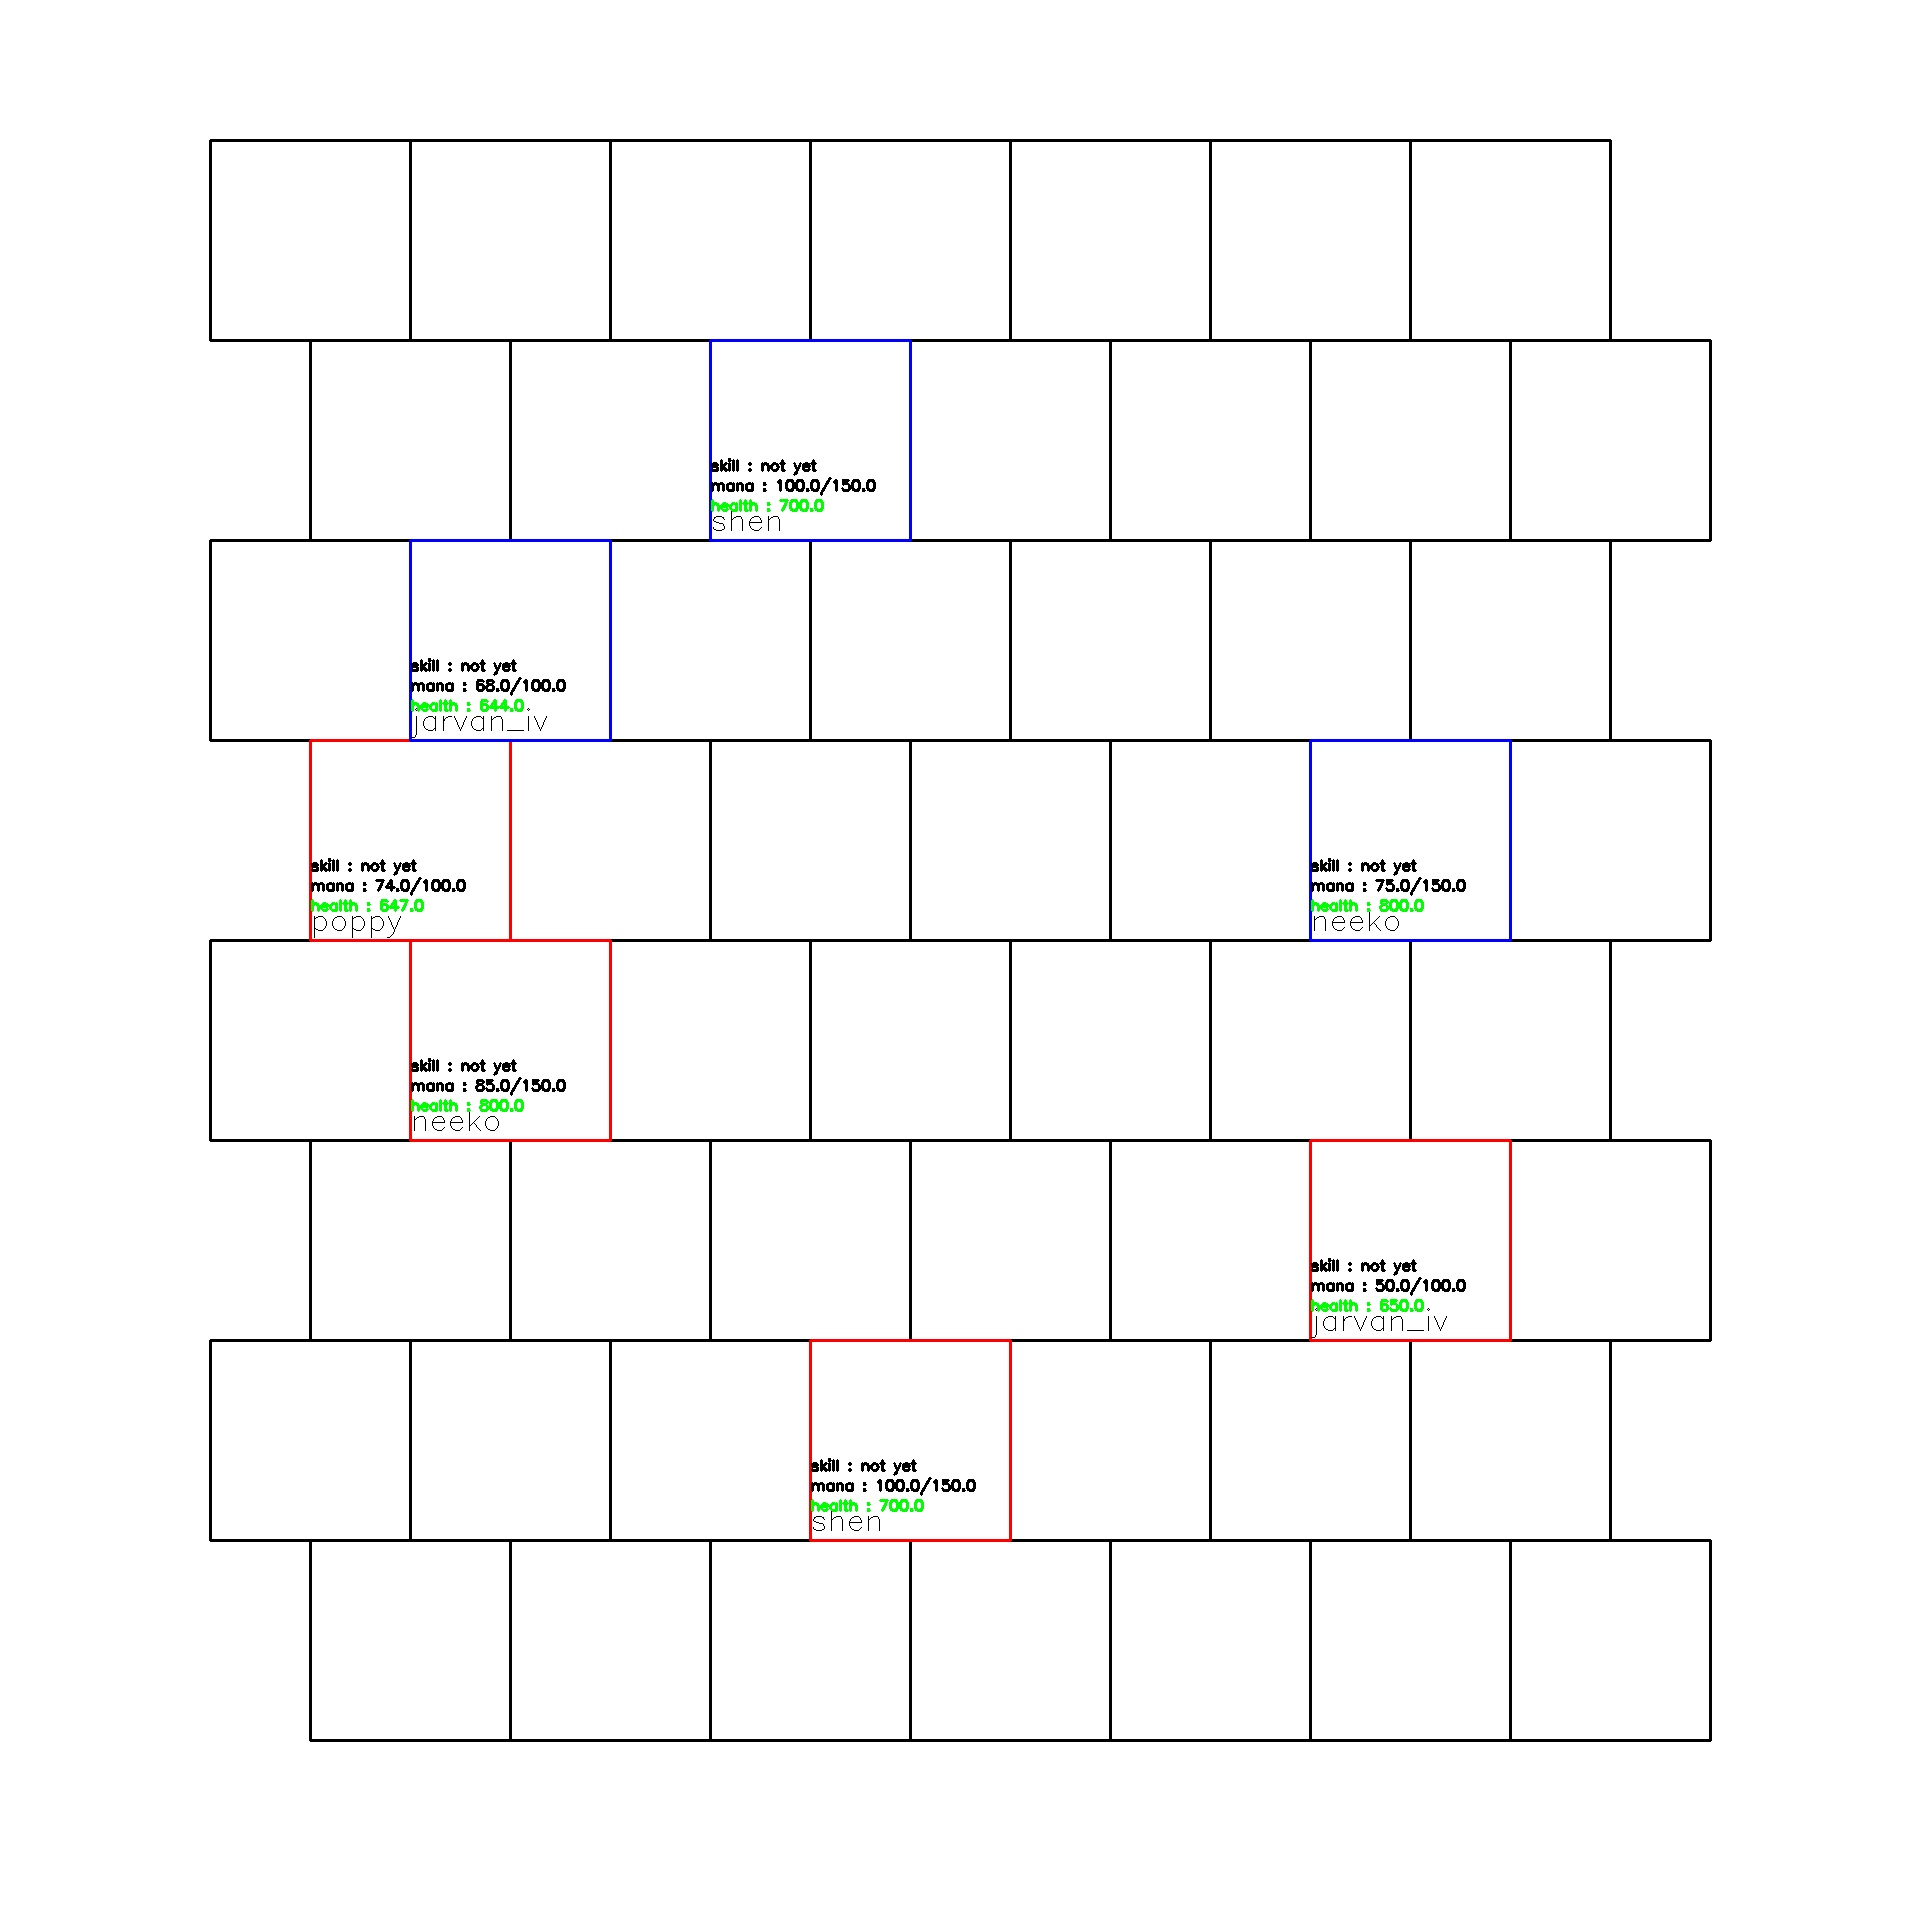 skill : not yet
mana : 100.0/150.0
health : 700.0
shen
skill : not yet
mana : 68.0/100.0
health : 644.0
jarvan_iv
skill : not yet
mana : 74.0/100.0
health : 647.0
poppy
skill : not yet
mana : 75.0/150.0
health : 800.0
neeko
skill : not yet
mana : 85.0/150.0
health : 800.0
neeko
skill : not yet
mana : 50.0/100.0
health : 650.0
jarvan_iv
skill : not yet
mana : 100.0/150.0
health : 700.0
shen